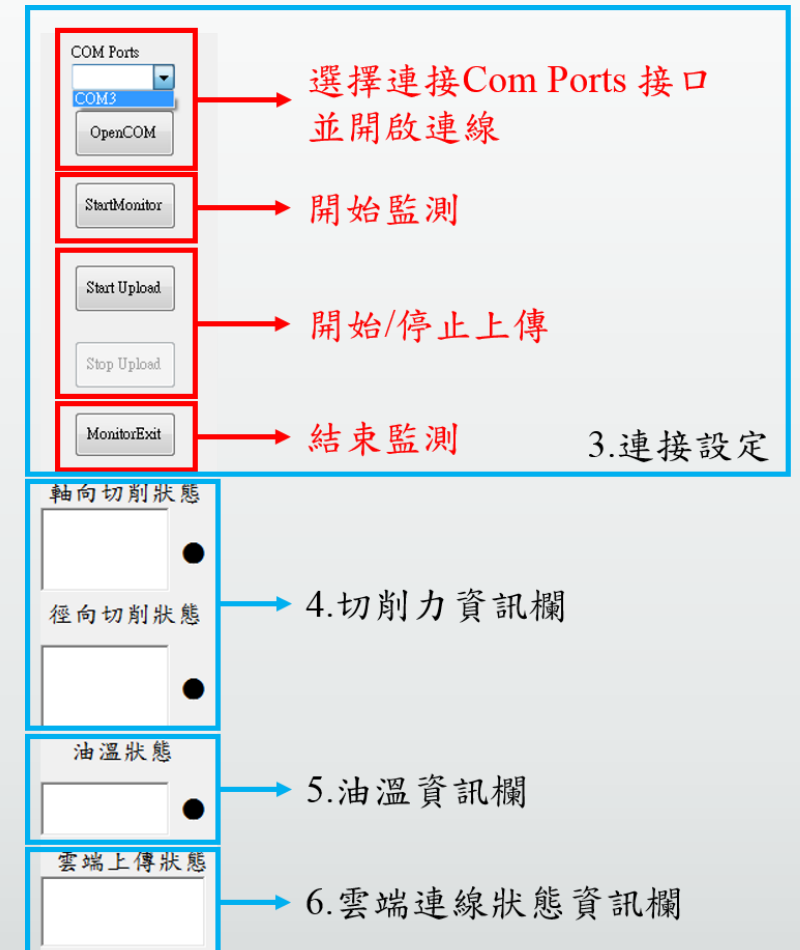 COM Ports
COM3
OpenCOM
選擇連接Com Ports 接口
並開啟連線
StartMonitor
開始監測
Start Upload
Stop Upload
開始/停止上傳
MonitorExit
結束監測
3.連接設定
軸向切削狀態
徑向切削狀態
4.切削力資訊欄
油溫狀態
5.油溫資訊欄
雲端上傳狀態
6.雲端連線狀態資訊欄